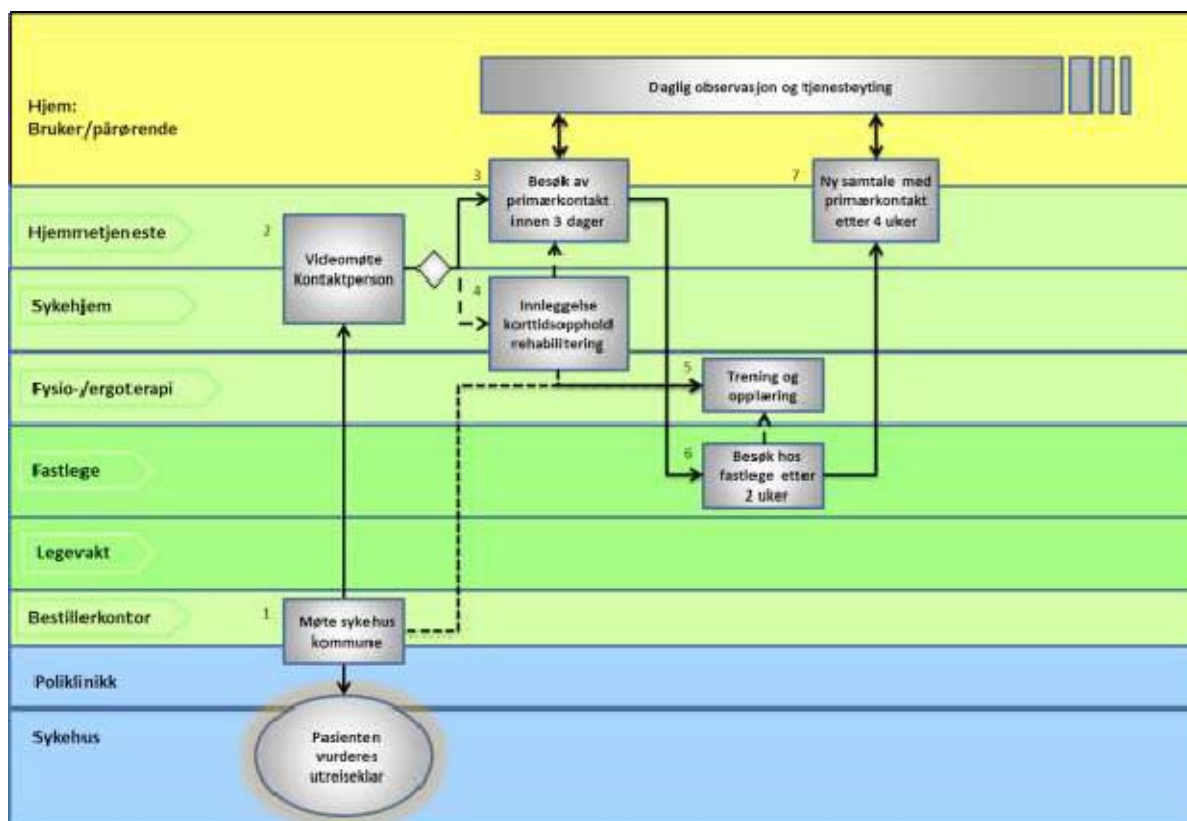 Daglig observasjon og tjenesteyting
Hjem:
Bruker/pårørende
3
Besøk av
primærkontakt
innen 3 dager
7
Ny samtale med
primærkontakt
etter 4 uker
Hjemmetjeneste
2
Videomøte
Kontaktperson
Sykehjem
4
Innleggelse
korttidsopphold
rehabilitering
Fysio-/ergoterapi
5
Trening og
opplæring
Fastlege
6
Besøk hos
fastlege etter
2 uker
Legevakt
Bestillerkontor
1
Møte sykehus
kommune
Poliklinikk
Sykehus
Pasienten
vurderes
utreiseklar